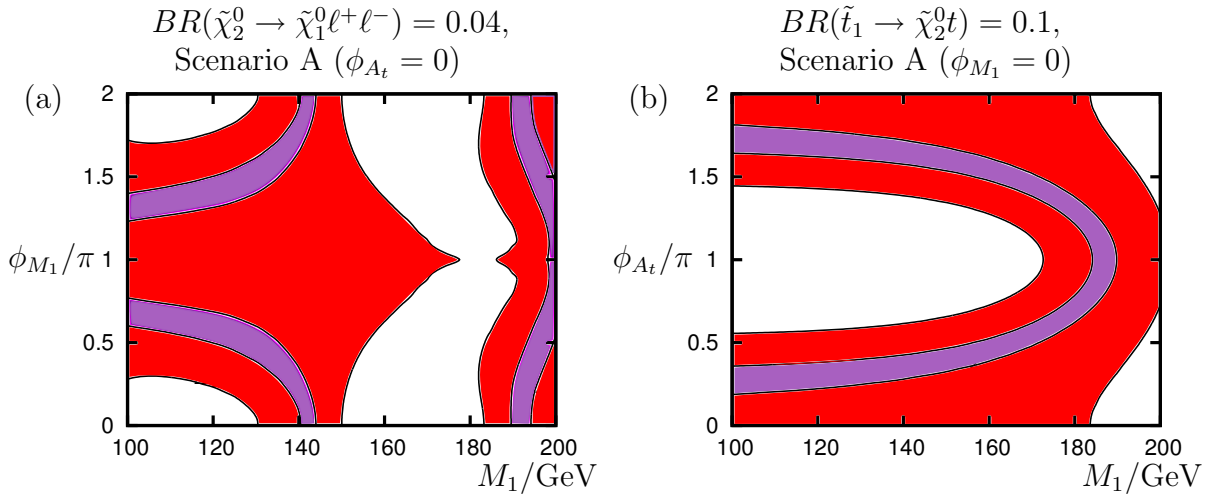 BR(χ̃⁰₂ → χ̃⁰₁ℓ⁺ℓ⁻) = 0.04,
Scenario A (ϕ_{A_t} = 0)
(a)
2
1.5
ϕ_{M_1}/π 1
0.5
0
100 120 140 160 180 200
M₁/GeV
BR(t̃₁ → χ̃⁰₂t) = 0.1,
Scenario A (ϕ_{M_1} = 0)
(b)
2
1.5
ϕ_{A_t}/π 1
0.5
0
100 120 140 160 180 200
M₁/GeV